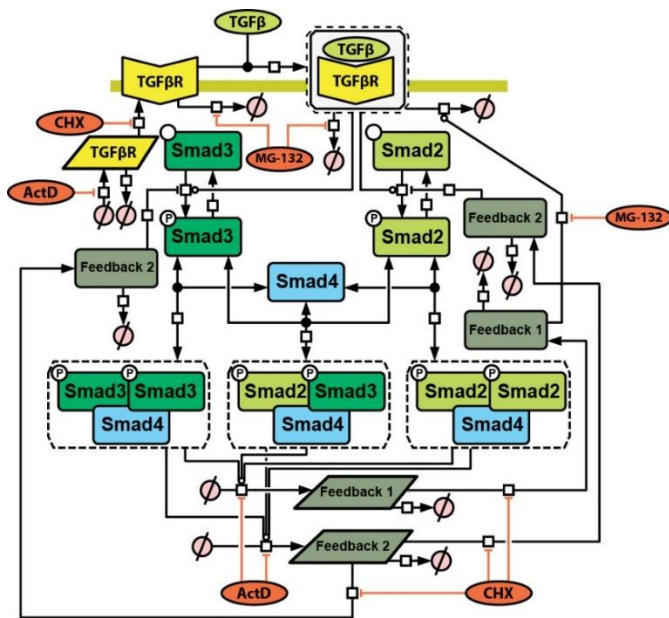 TGFβ
TGFβ
TGFβR
TGFβR
CHX
TGFβR
Smad3
MG-132
Smad2
ActD
P
Smad3
P
Smad2
Feedback 2
MG-132
Feedback 2
Smad4
Feedback 1
P
P
Smad3
Smad3
Smad4
P
P
Smad2
Smad3
Smad4
P
P
Smad2
Smad2
Smad4
Feedback 1
Feedback 2
ActD
CHX